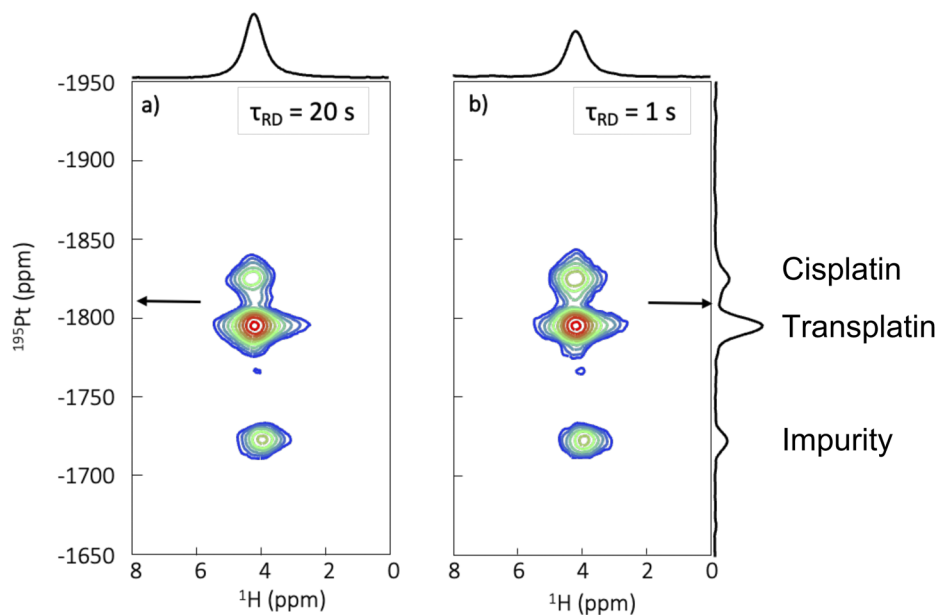 a)
τRD = 20 s
b)
τRD = 1 s
-1950
-1900
-1850
-1800
-1750
-1700
-1650
¹⁹⁵Pt (ppm)
8 6 4 2 0
¹H (ppm)
8 6 4 2 0
¹H (ppm)
Cisplatin
Transplatin
Impurity